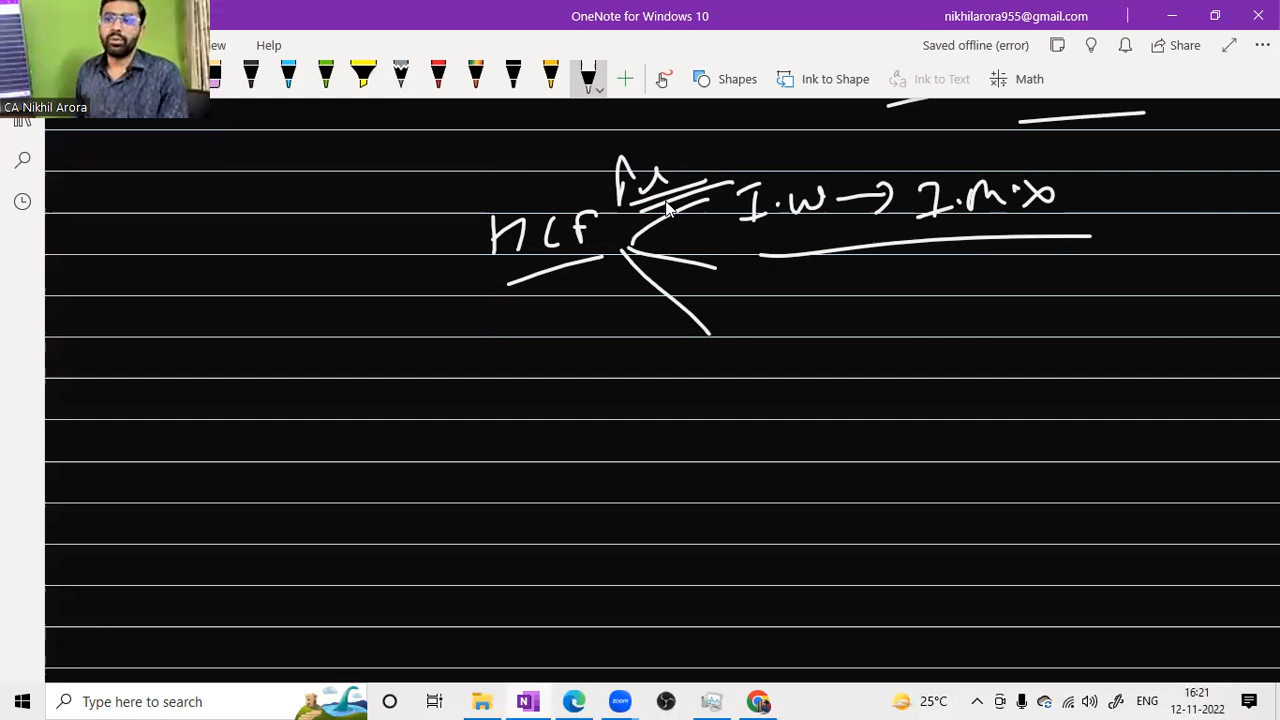 OneNote for Windows 10
nikhilarora955@gmail.com
ew Help
Saved offline (error)
Share
Shapes
Ink to Shape
Ink to Text
Math
CA Nikhil Arora
I.W → I.M.X
HCF
Type here to search
25°C
ENG
16:21
12-11-2022